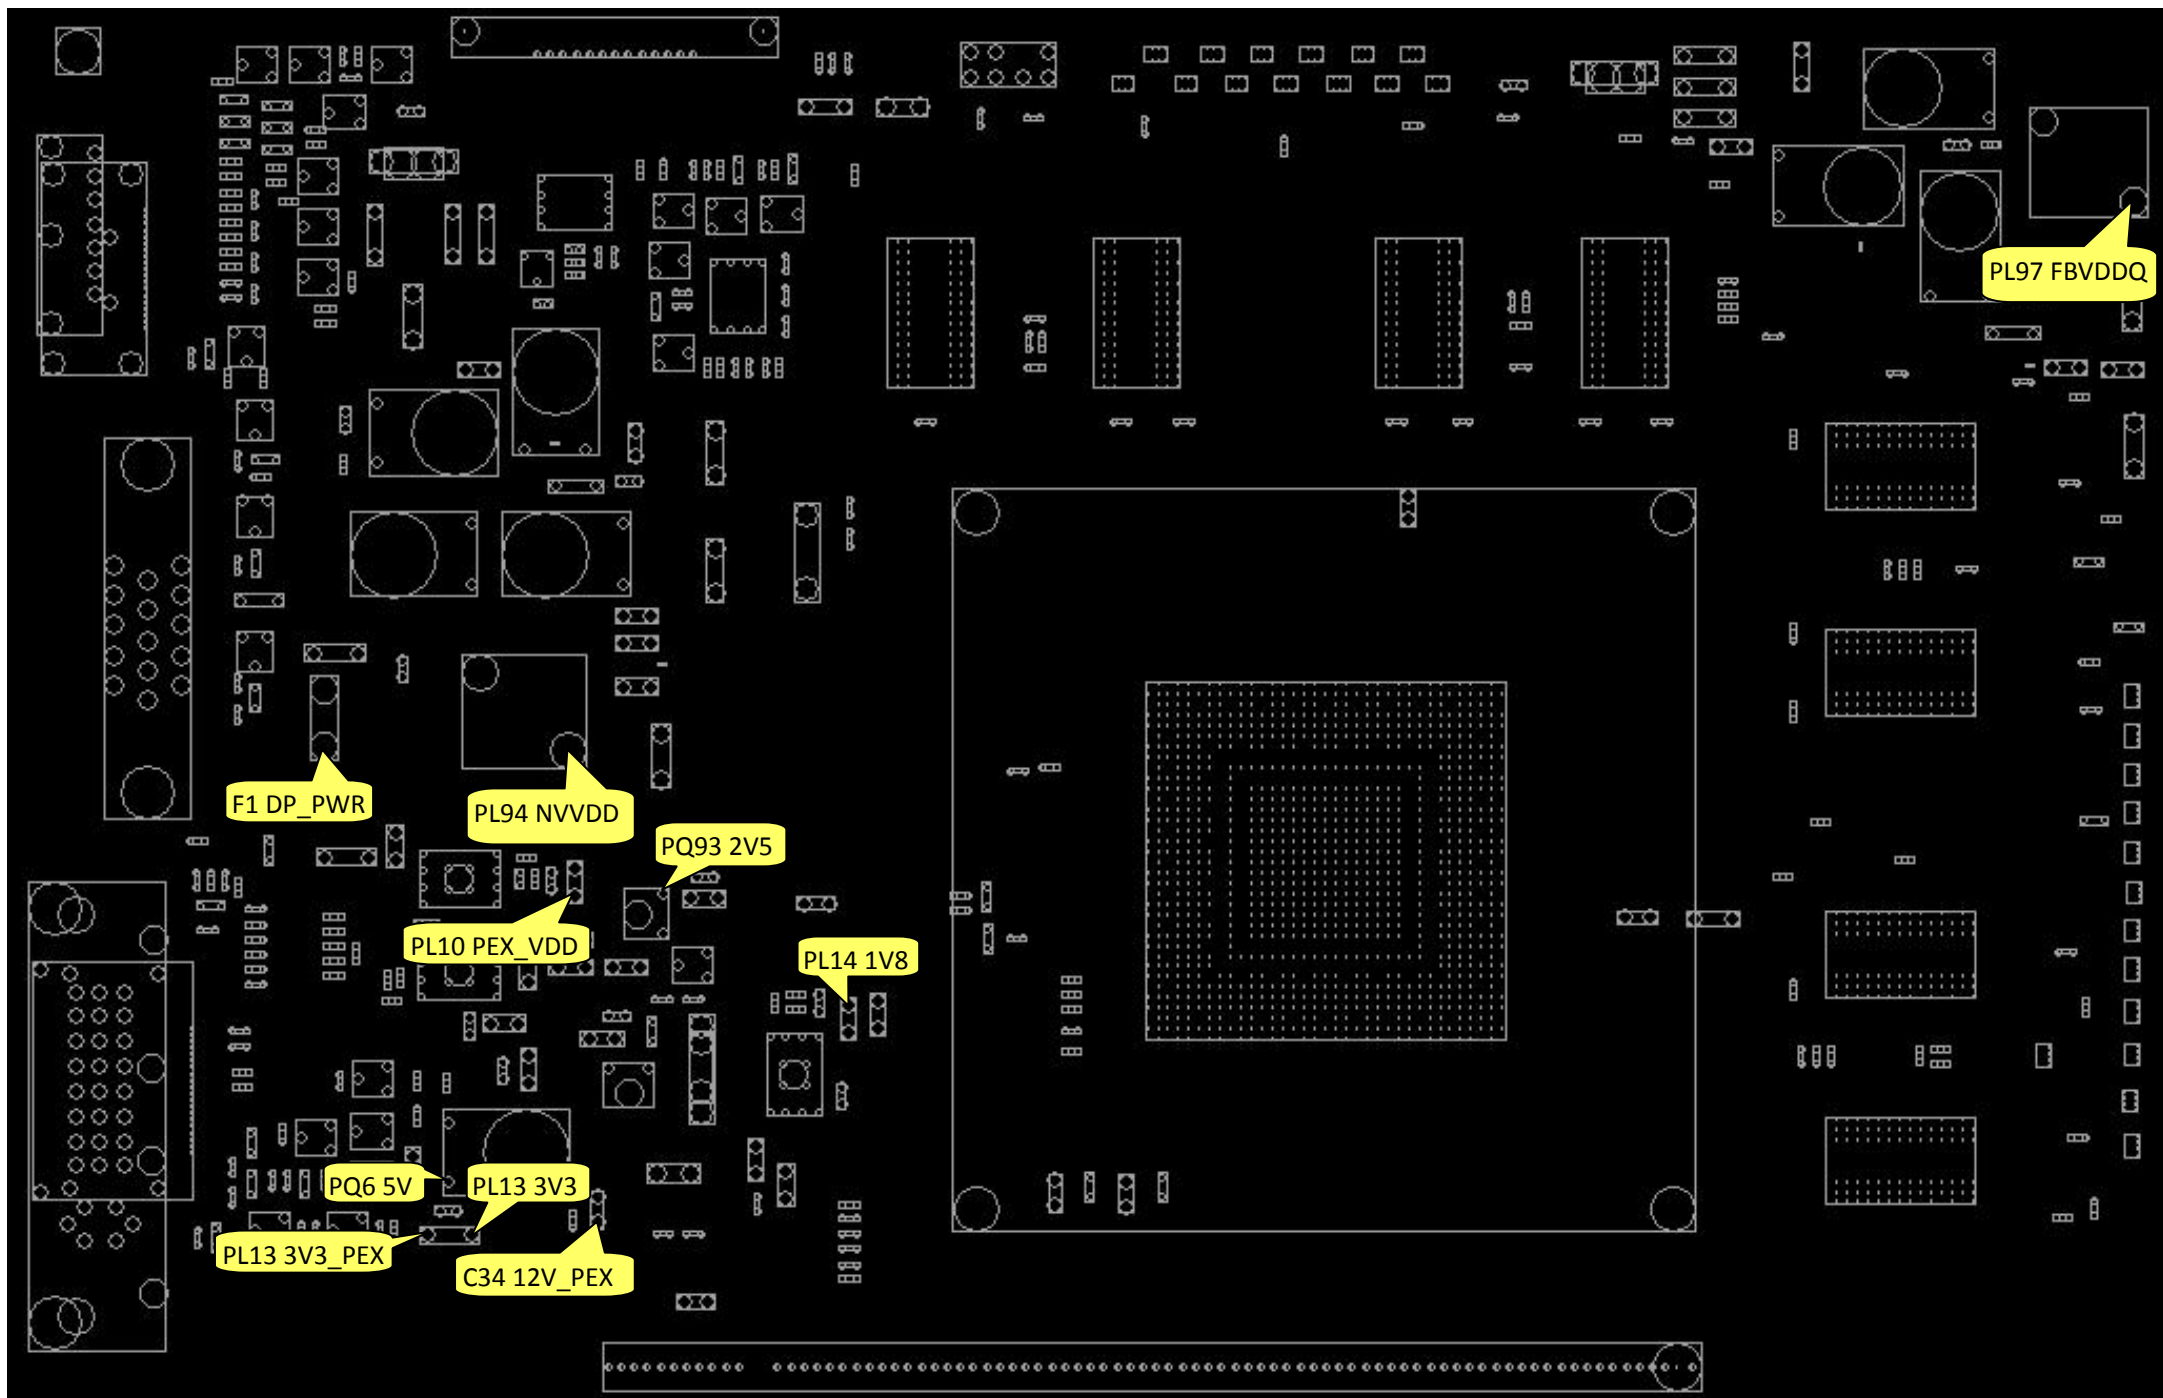 PL97 FBVDDQ
F1 DP_PWR
PL94 NVVDD
PQ93 2V5
PL10 PEX_VDD
PL14 1V8
PQ6 5V
PL13 3V3
PL13 3V3_PEX
C34 12V_PEX